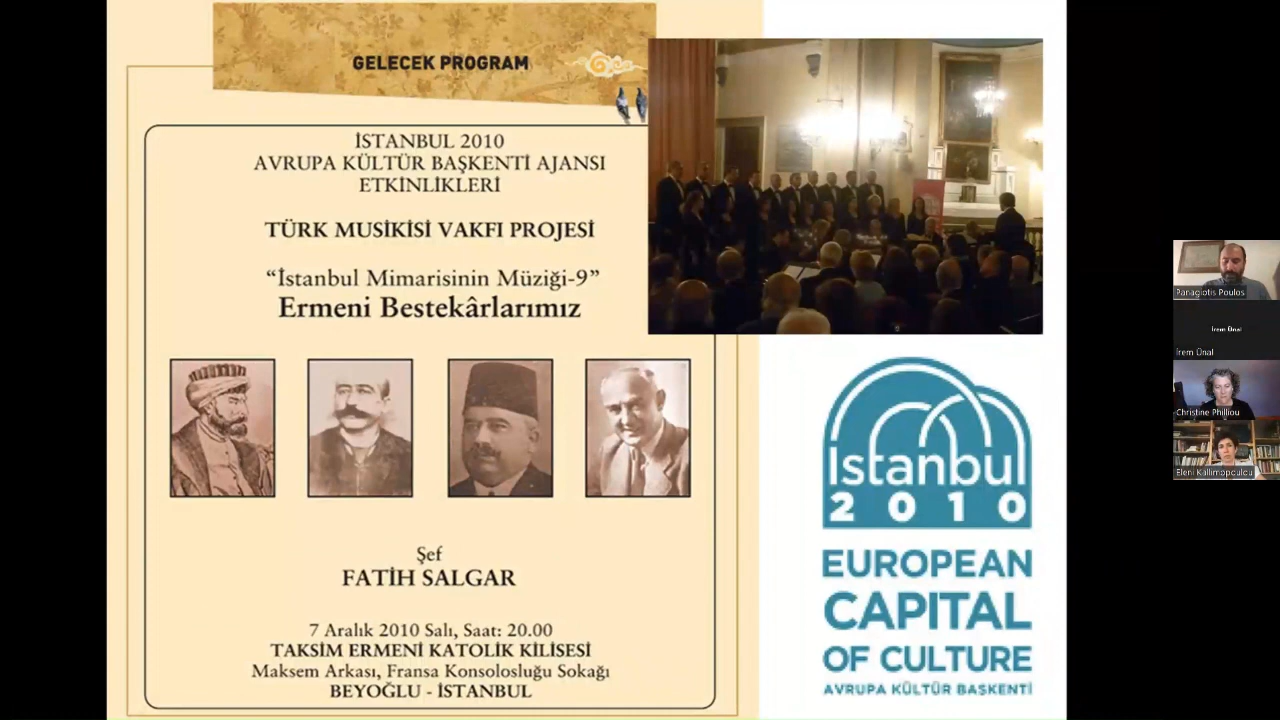 GELECEK PROGRAM
İSTANBUL 2010
AVRUPA KÜLTÜR BAŞKENTİ AJANSI
ETKİNLİKLERİ
TÜRK MUSIKİSİ VAKFI PROJESİ
“İstanbul Mimarisinin Müziği-9”
Ermeni Bestekârlarımız
Şef
FATİH SALGAR
7 Aralık 2010 Salı, Saat: 20.00
TAKSİM ERMENİ KATOLİK KİLİSESİ
Maksem Arkası, Fransa Konsolosluğu Sokağı
BEYOĞLU - İSTANBUL
istanbul
2010
EUROPEAN
CAPITAL
OF CULTURE
AVRUPA KÜLTÜR BAŞKENTİ
Panagiotis Poulos
İrem Ünal
İrem Ünal
Christine Philliou
Eleni Kallimopoulou